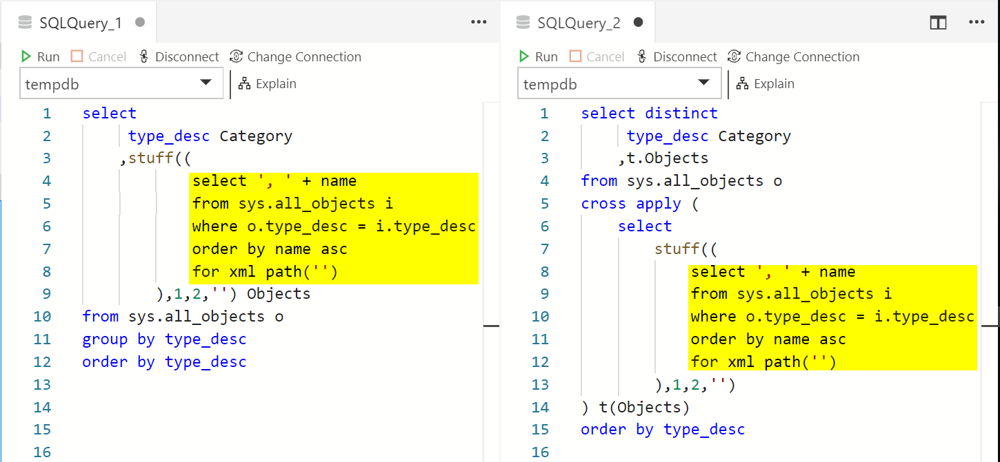 SQLQuery_1
Run Cancel Disconnect Change Connection
tempdb Explain
1 select
2 type_desc Category
3 ,stuff((
4 select ', ' + name
5 from sys.all_objects i
6 where o.type_desc = i.type_desc
7 order by name asc
8 for xml path('')
9 ),1,2,'') Objects
10 from sys.all_objects o
11 group by type_desc
12 order by type_desc
13
14
15
16
SQLQuery_2
Run Cancel Disconnect Change Connection
tempdb Explain
1 select distinct
2 type_desc Category
3 ,t.Objects
4 from sys.all_objects o
5 cross apply (
6 select
7 stuff((
8 select ', ' + name
9 from sys.all_objects i
10 where o.type_desc = i.type_desc
11 order by name asc
12 for xml path('')
13 ),1,2,'')
14 ) t(Objects)
15 order by type_desc
16